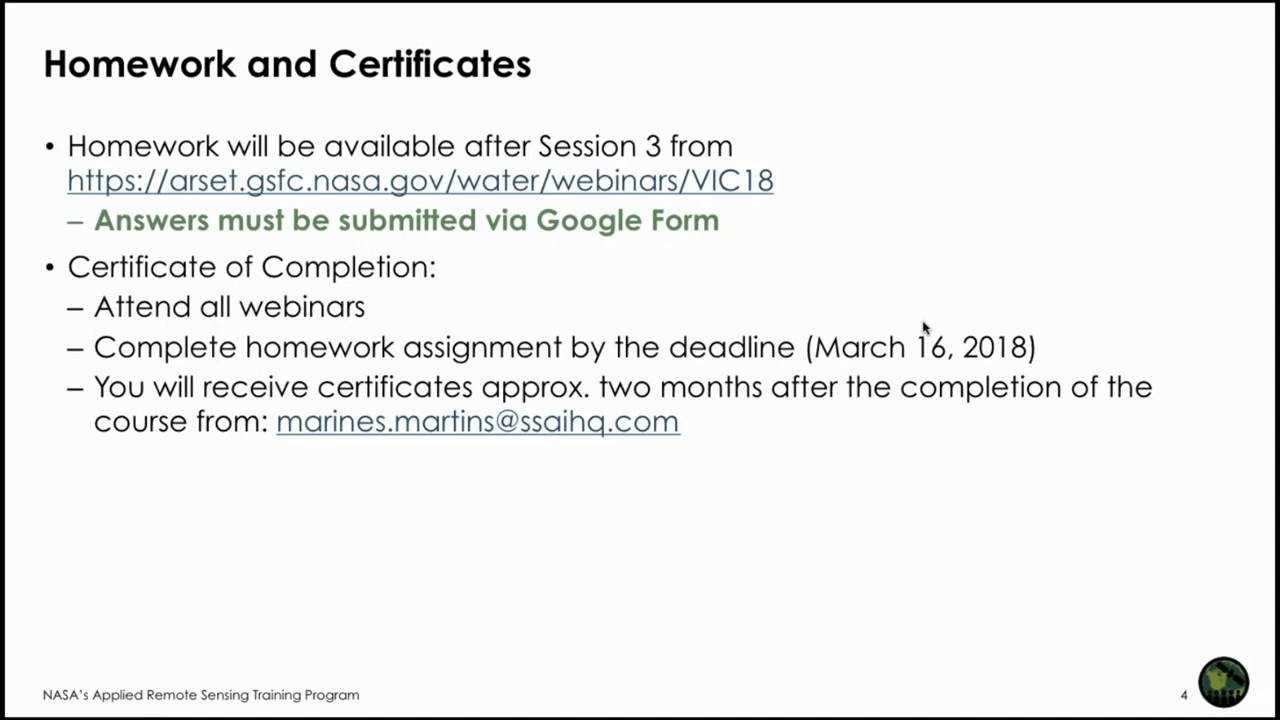 Homework and Certificates
• Homework will be available after Session 3 from
https://arset.gsfc.nasa.gov/water/webinars/VIC18
– Answers must be submitted via Google Form
• Certificate of Completion:
– Attend all webinars
– Complete homework assignment by the deadline (March 16, 2018)
– You will receive certificates approx. two months after the completion of the
course from: marines.martins@ssaihq.com
NASA's Applied Remote Sensing Training Program
4